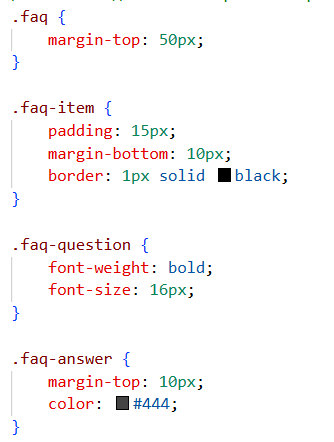 .faq {
    margin-top: 50px;
}

.faq-item {
    padding: 15px;
    margin-bottom: 10px;
    border: 1px solid black;
}

.faq-question {
    font-weight: bold;
    font-size: 16px;
}

.faq-answer {
    margin-top: 10px;
    color: #444;
}